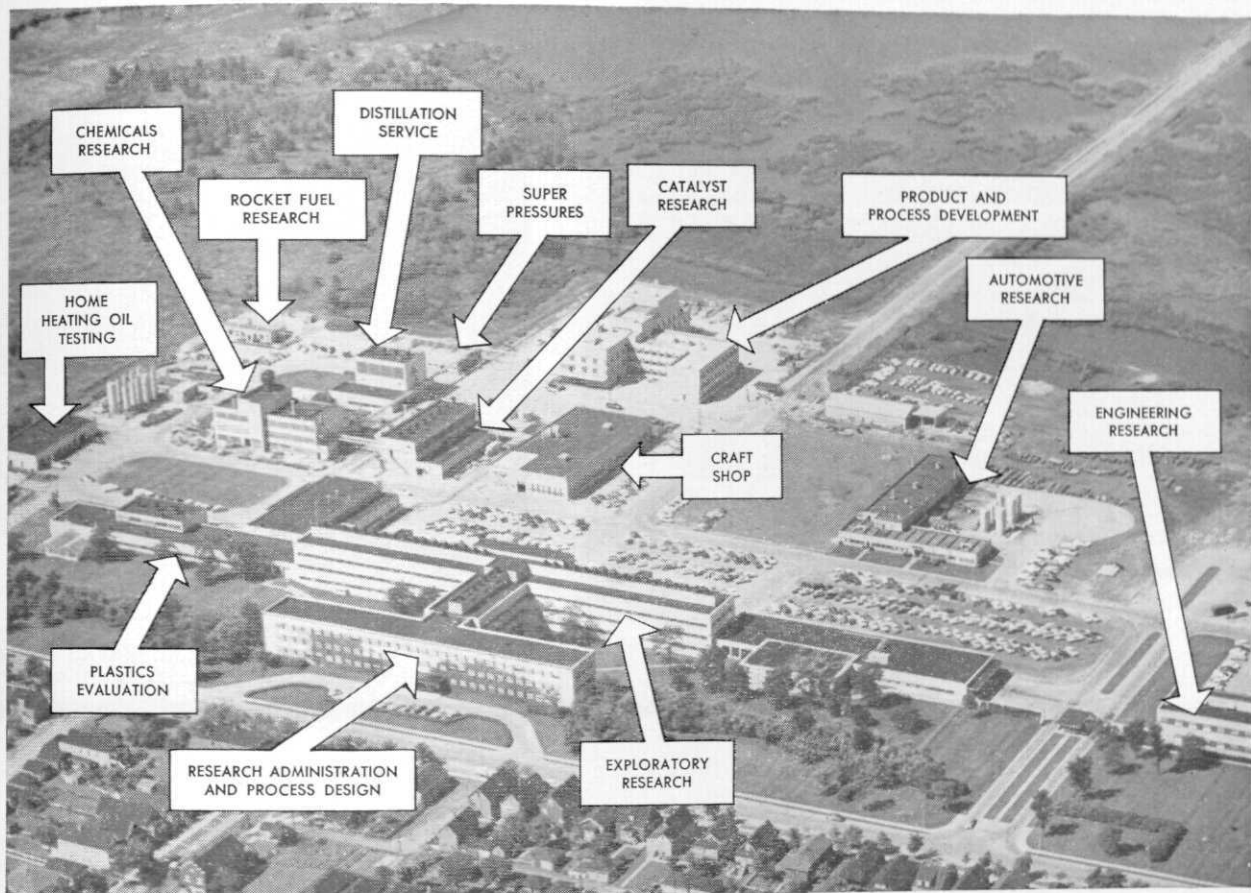 DISTILLATION
SERVICE
CHEMICALS
RESEARCH
ROCKET FUEL
RESEARCH
SUPER
PRESSURES
CATALYST
RESEARCH
PRODUCT AND
PROCESS DEVELOPMENT
AUTOMOTIVE
RESEARCH
HOME
HEATING OIL
TESTING
ENGINEERING
RESEARCH
CRAFT
SHOP
PLASTICS
EVALUATION
RESEARCH ADMINISTRATION
AND PROCESS DESIGN
EXPLORATORY
RESEARCH